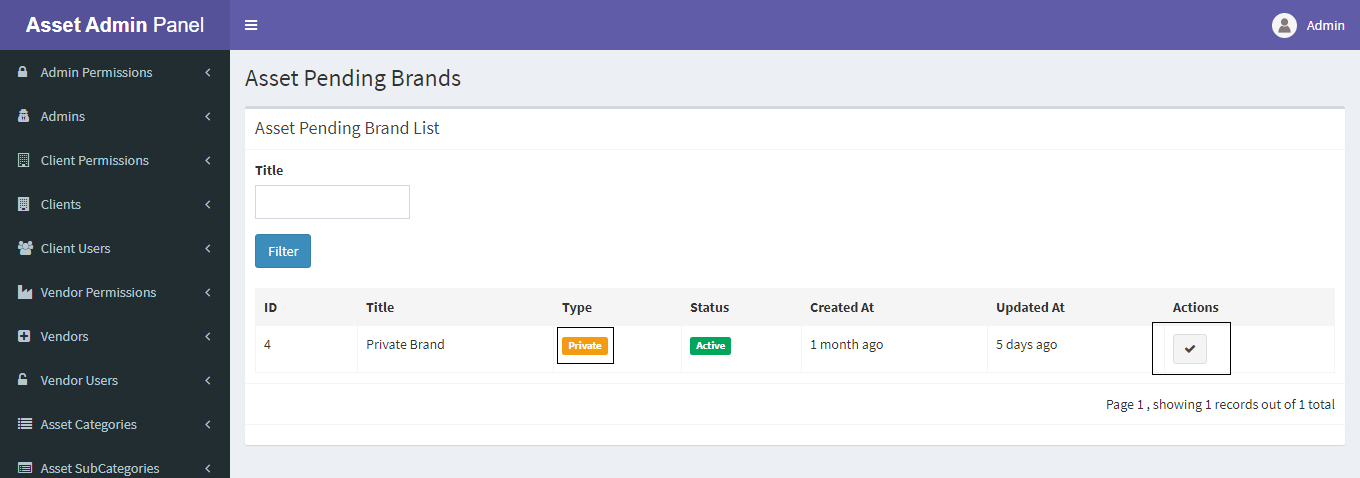 Asset Admin Panel
Admin
Admin Permissions
Admins
Client Permissions
Clients
Client Users
Vendor Permissions
Vendors
Vendor Users
Asset Categories
Asset SubCategories
Asset Pending Brands
Asset Pending Brand List
Title
Filter
ID Title Type Status Created At Updated At Actions
4 Private Brand Private Active 1 month ago 5 days ago
Page 1 , showing 1 records out of 1 total